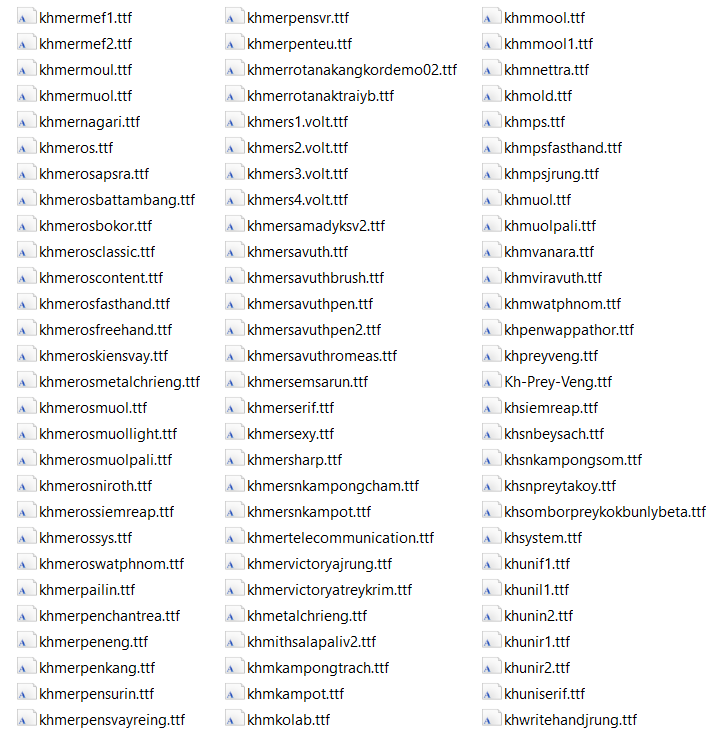 khmermef1.ttf
khmermef2.ttf
khmermoul.ttf
khmermuol.ttf
khmernagari.ttf
khmeros.ttf
khmerosapsra.ttf
khmerosbattambang.ttf
khmerosbokor.ttf
khmerosclassic.ttf
khmeroscontent.ttf
khmerosfasthand.ttf
khmerosfreehand.ttf
khmeroskiensvay.ttf
khmerosmetalchrieng.ttf
khmerosmuol.ttf
khmerosmuollight.ttf
khmerosmuolpali.ttf
khmerosniroth.ttf
khmerossiemreap.ttf
khmerossys.ttf
khmeroswatphnom.ttf
khmerpailin.ttf
khmerpenchantrea.ttf
khmerpeneng.ttf
khmerpenkang.ttf
khmerpensurin.ttf
khmerpensvayreing.ttf
khmerpensvr.ttf
khmerpenteu.ttf
khmerrotanakangkordemo02.ttf
khmerrotanaktraiyb.ttf
khmers1.volt.ttf
khmers2.volt.ttf
khmers3.volt.ttf
khmers4.volt.ttf
khmersamadyksv2.ttf
khmersavuth.ttf
khmersavuthbrush.ttf
khmersavuthpen.ttf
khmersavuthpen2.ttf
khmersavuthromeas.ttf
khmersemsarun.ttf
khmerserif.ttf
khmersexy.ttf
khmersharp.ttf
khmersnkampongcham.ttf
khmersnkampot.ttf
khmertelecommunication.ttf
khmervictoryajrung.ttf
khmervictoryatreykrim.ttf
khmetalchrieng.ttf
khmithsalapaliv2.ttf
khmkampongtrach.ttf
khmkampot.ttf
khmkolab.ttf
khmmool.ttf
khmmool1.ttf
khmnettra.ttf
khmold.ttf
khmps.ttf
khmpsfasthand.ttf
khmpsjrung.ttf
khmuol.ttf
khmuolpali.ttf
khmvanara.ttf
khmviravuth.ttf
khmwatphnom.ttf
khpenwappathor.ttf
khpreyveng.ttf
Kh-Prey-Veng.ttf
khsiemreap.ttf
khsnbeysach.ttf
khsnkampongsom.ttf
khsnpreytakoy.ttf
khsomborpreykokbunlybeta.ttf
khsystem.ttf
khunif1.ttf
khunil1.ttf
khunin2.ttf
khunir1.ttf
khunir2.ttf
khuniserif.ttf
khwritehandjrung.ttf